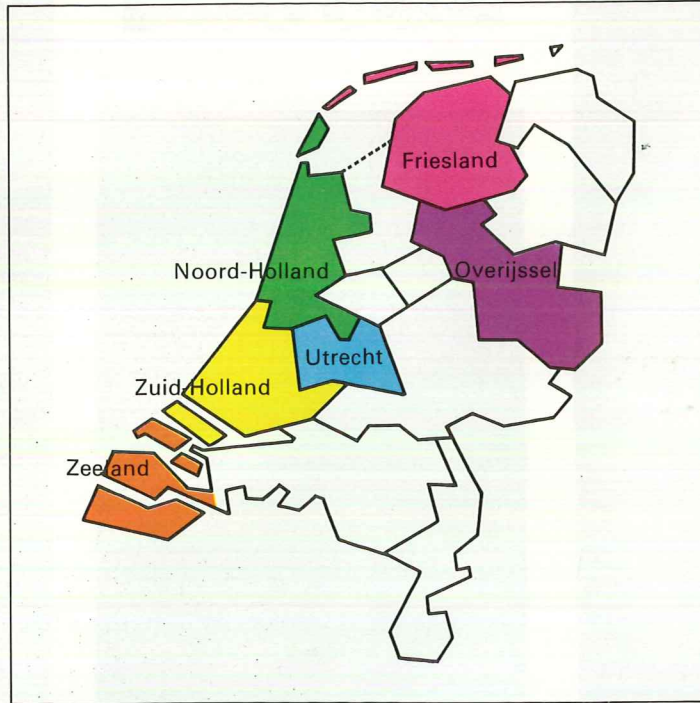 Friesland
Noord-Holland
Overijssel
Utrecht
Zuid-Holland
Zeeland